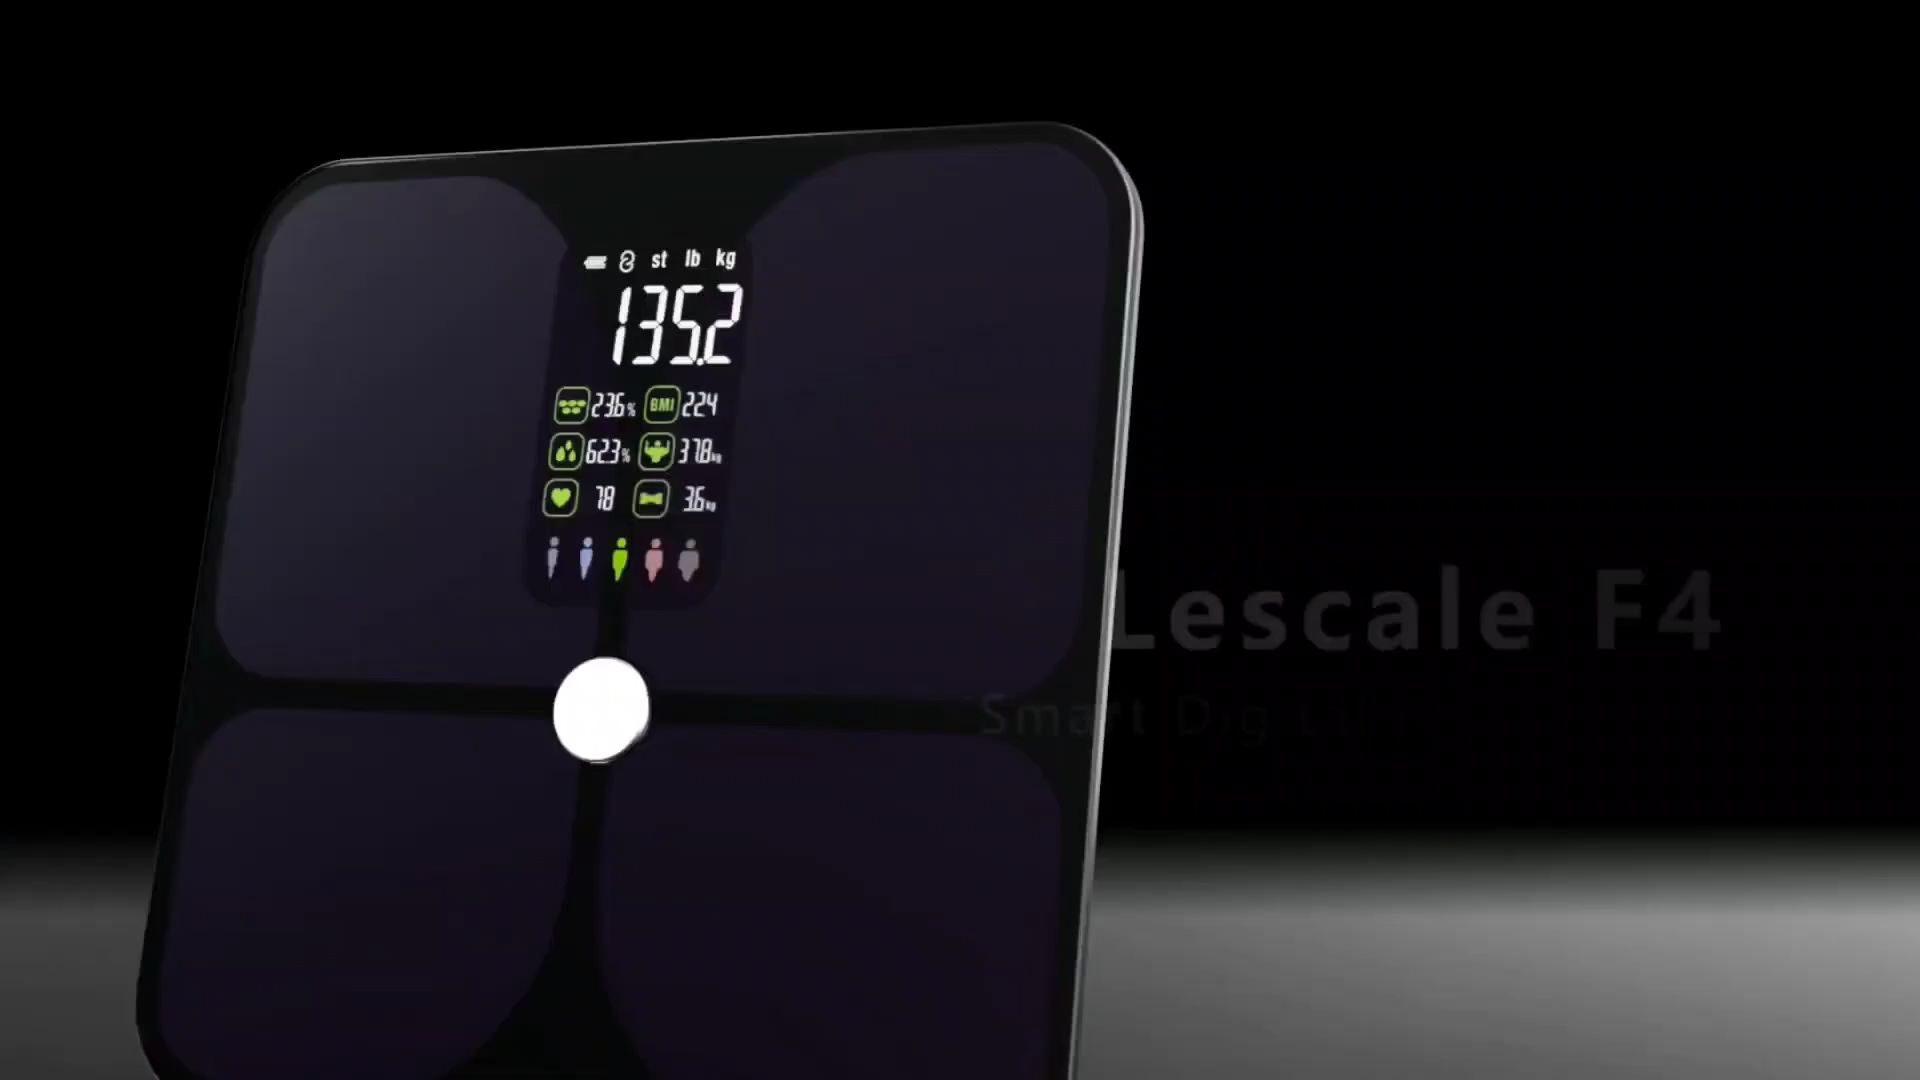 st lb kg
135.2
23.6% BMI 22.4
62.3% 37.8kg
78 3.6kg
Lescale F4
Smart